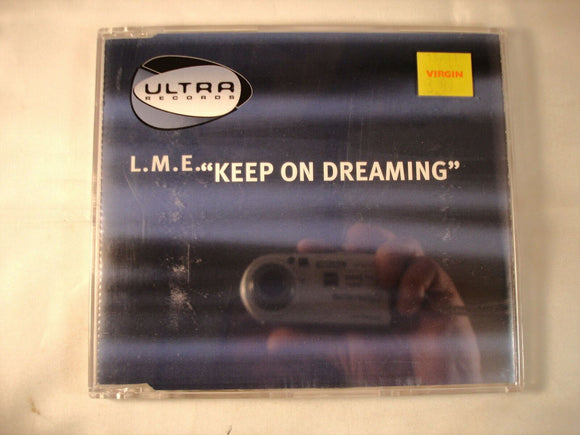 ULTRA
RECORDS
VIRGIN
L.M.E. “KEEP ON DREAMING”